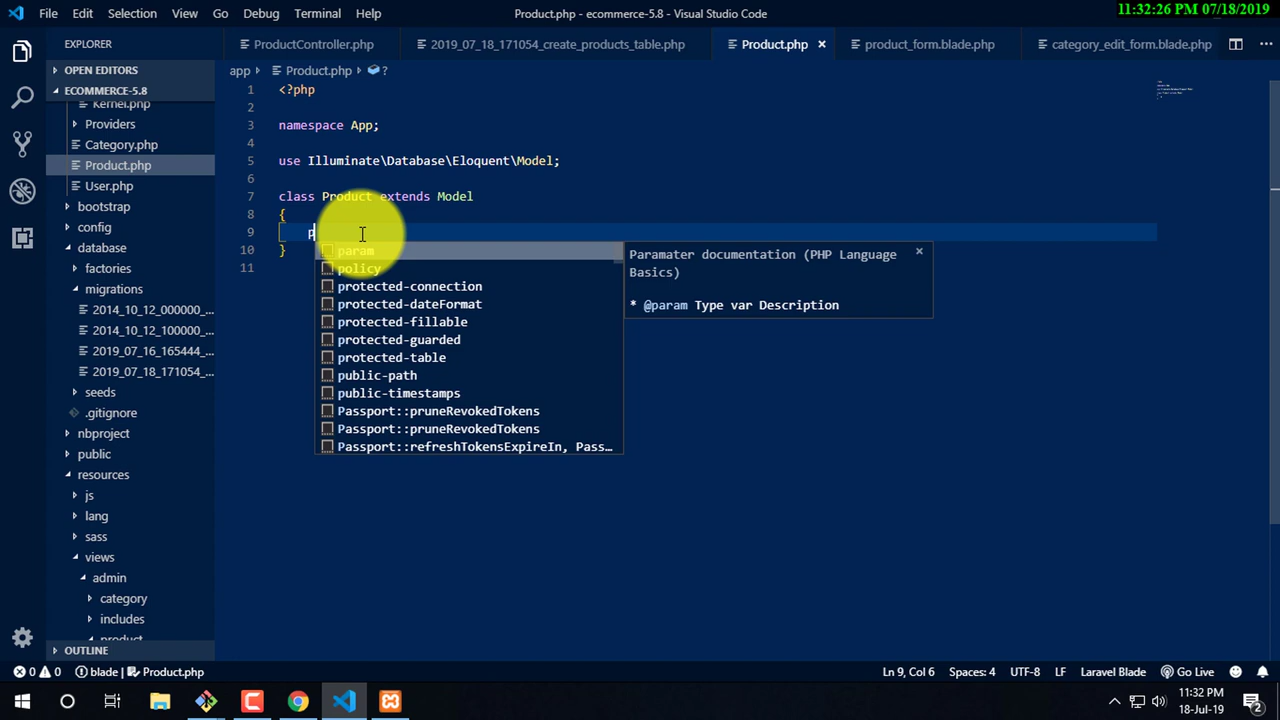 File Edit Selection View Go Debug Terminal Help
Product.php - ecommerce-5.8 - Visual Studio Code
11:32:26 PM 07/18/2019
EXPLORER
OPEN EDITORS
ECOMMERCE-5.8
Kernel.php
Providers
Category.php
Product.php
User.php
bootstrap
config
database
factories
migrations
2014_10_12_000000_...
2014_10_12_100000_...
2019_07_16_165444_...
2019_07_18_171054_...
seeds
.gitignore
nbproject
public
resources
js
lang
sass
views
admin
category
includes
product
OUTLINE
ProductController.php
2019_07_18_171054_create_products_table.php
Product.php
product_form.blade.php
category_edit_form.blade.php
app Product.php ?
1 <?php
2
3 namespace App;
4
5 use Illuminate\Database\Eloquent\Model;
6
7 class Product extends Model
8 {
9 p
10 }
11
param
policy
protected-connection
protected-dateFormat
protected-fillable
protected-guarded
protected-table
public-path
public-timestamps
Passport::pruneRevokedTokens
Passport::pruneRevokedTokens
Passport::refreshTokensExpireIn, Pass...
Paramater documentation (PHP Language
Basics)
* @param Type var Description
0 0 blade | Product.php
Ln 9, Col 6 Spaces: 4 UTF-8 LF Laravel Blade Go Live
11:32 PM
18-Jul-19
2